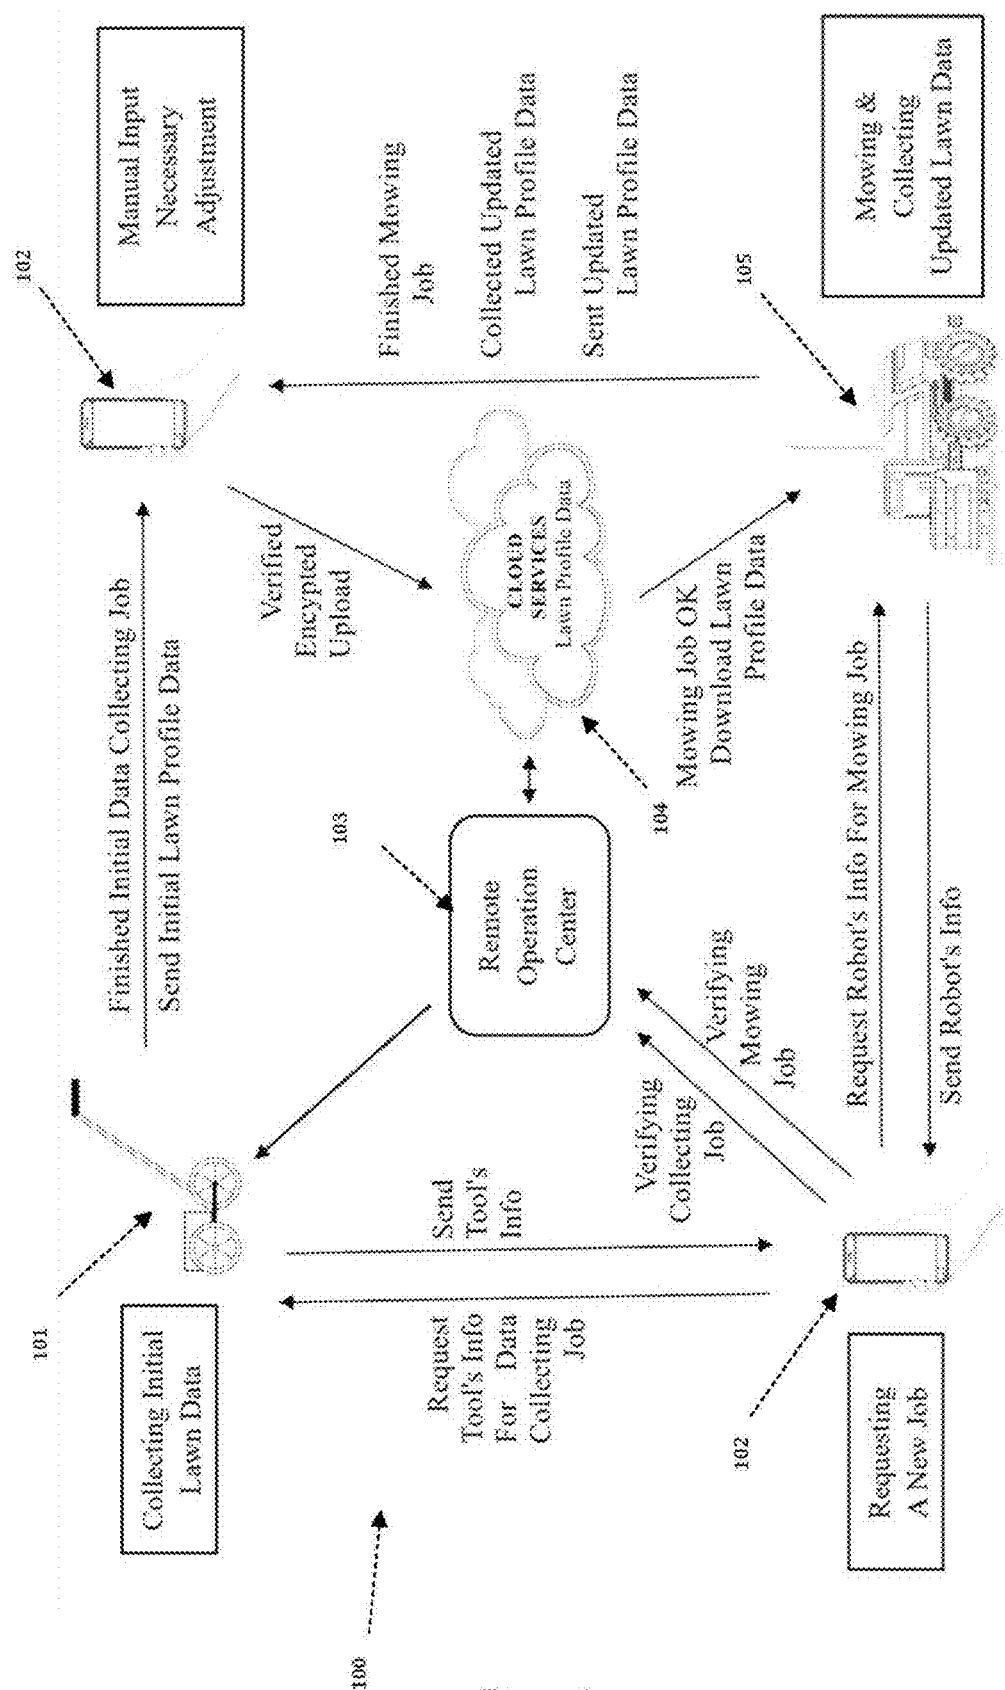 100
101
Collecting Initial
Lawn Data
Finished Initial Data Collecting Job
Send Initial Lawn Profile Data
102
Manual Input
Necessary
Adjustment
Request
Tool's Info
For Data
Collecting
Job
Send
Tool's
Info
103
Remote
Operation
Center
Verified
Encrypted
Upload
CLOUD
SERVICES
Lawn Profile Data
104
Finished Mowing
Job
Collected Updated
Lawn Profile Data
Sent Updated
Lawn Profile Data
Verifying
Collecting
Job
Verifying
Mowing
Job
Mowing Job OK
Download Lawn
Profile Data
102
Requesting
A New Job
Request Robot's Info For Mowing Job
Send Robot's Info
105
Mowing &
Collecting
Updated Lawn Data